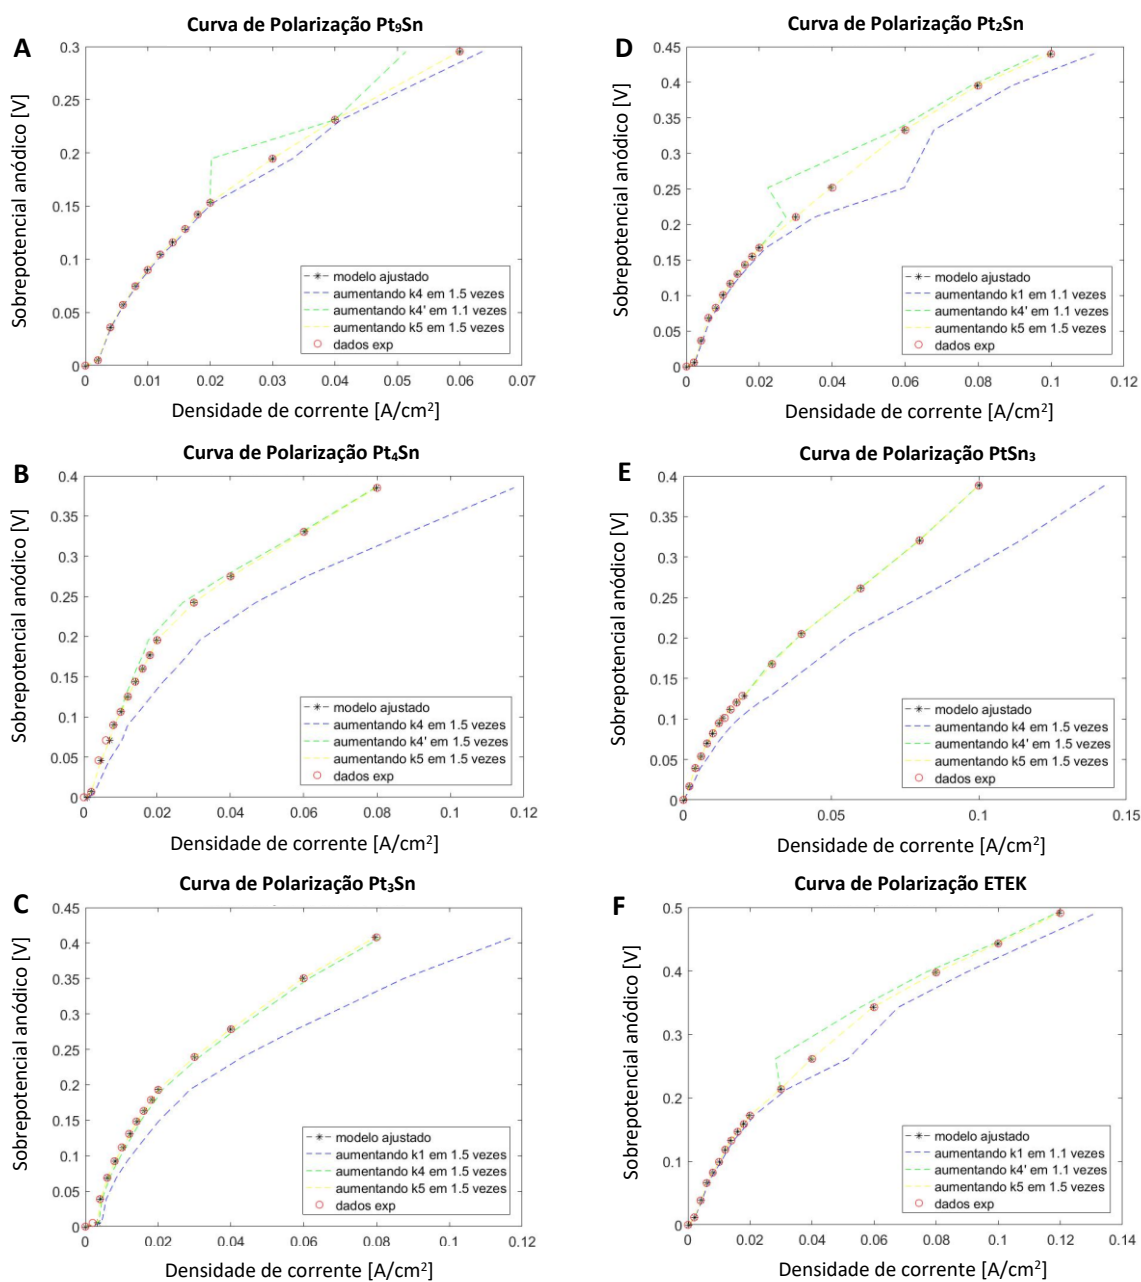 A
Curva de Polarização Pt₉Sn
Sobrepotencial anódico [V]
0.3
0.25
0.2
0.15
0.1
0.05
0
modelo ajustado
aumentando k4 em 1.5 vezes
aumentando k4' em 1.1 vezes
aumentando k5 em 1.5 vezes
dados exp
0 0.01 0.02 0.03 0.04 0.05 0.06 0.07
Densidade de corrente [A/cm²]
B
Curva de Polarização Pt₄Sn
Sobrepotencial anódico [V]
0.4
0.35
0.3
0.25
0.2
0.15
0.1
0.05
0
modelo ajustado
aumentando k4 em 1.5 vezes
aumentando k4' em 1.5 vezes
aumentando k5 em 1.5 vezes
dados exp
0 0.02 0.04 0.06 0.08 0.1 0.12
Densidade de corrente [A/cm²]
C
Curva de Polarização Pt₃Sn
Sobrepotencial anódico [V]
0.45
0.4
0.35
0.3
0.25
0.2
0.15
0.1
0.05
0
modelo ajustado
aumentando k1 em 1.5 vezes
aumentando k4 em 1.5 vezes
aumentando k5 em 1.5 vezes
dados exp
0 0.02 0.04 0.06 0.08 0.1 0.12
Densidade de corrente [A/cm²]
D
Curva de Polarização Pt₂Sn
Sobrepotencial anódico [V]
0.45
0.4
0.35
0.3
0.25
0.2
0.15
0.1
0.05
0
modelo ajustado
aumentando k1 em 1.1 vezes
aumentando k4' em 1.1 vezes
aumentando k5 em 1.5 vezes
dados exp
0 0.02 0.04 0.06 0.08 0.1 0.12
Densidade de corrente [A/cm²]
E
Curva de Polarização PtSn₃
Sobrepotencial anódico [V]
0.4
0.35
0.3
0.25
0.2
0.15
0.1
0.05
0
modelo ajustado
aumentando k4 em 1.5 vezes
aumentando k4' em 1.5 vezes
aumentando k5 em 1.5 vezes
dados exp
0 0.05 0.1 0.15
Densidade de corrente [A/cm²]
F
Curva de Polarização ETEK
Sobrepotencial anódico [V]
0.5
0.4
0.3
0.2
0.1
0
modelo ajustado
aumentando k1 em 1.1 vezes
aumentando k4' em 1.1 vezes
aumentando k5 em 1.5 vezes
dados exp
0 0.02 0.04 0.06 0.08 0.1 0.12 0.14
Densidade de corrente [A/cm²]